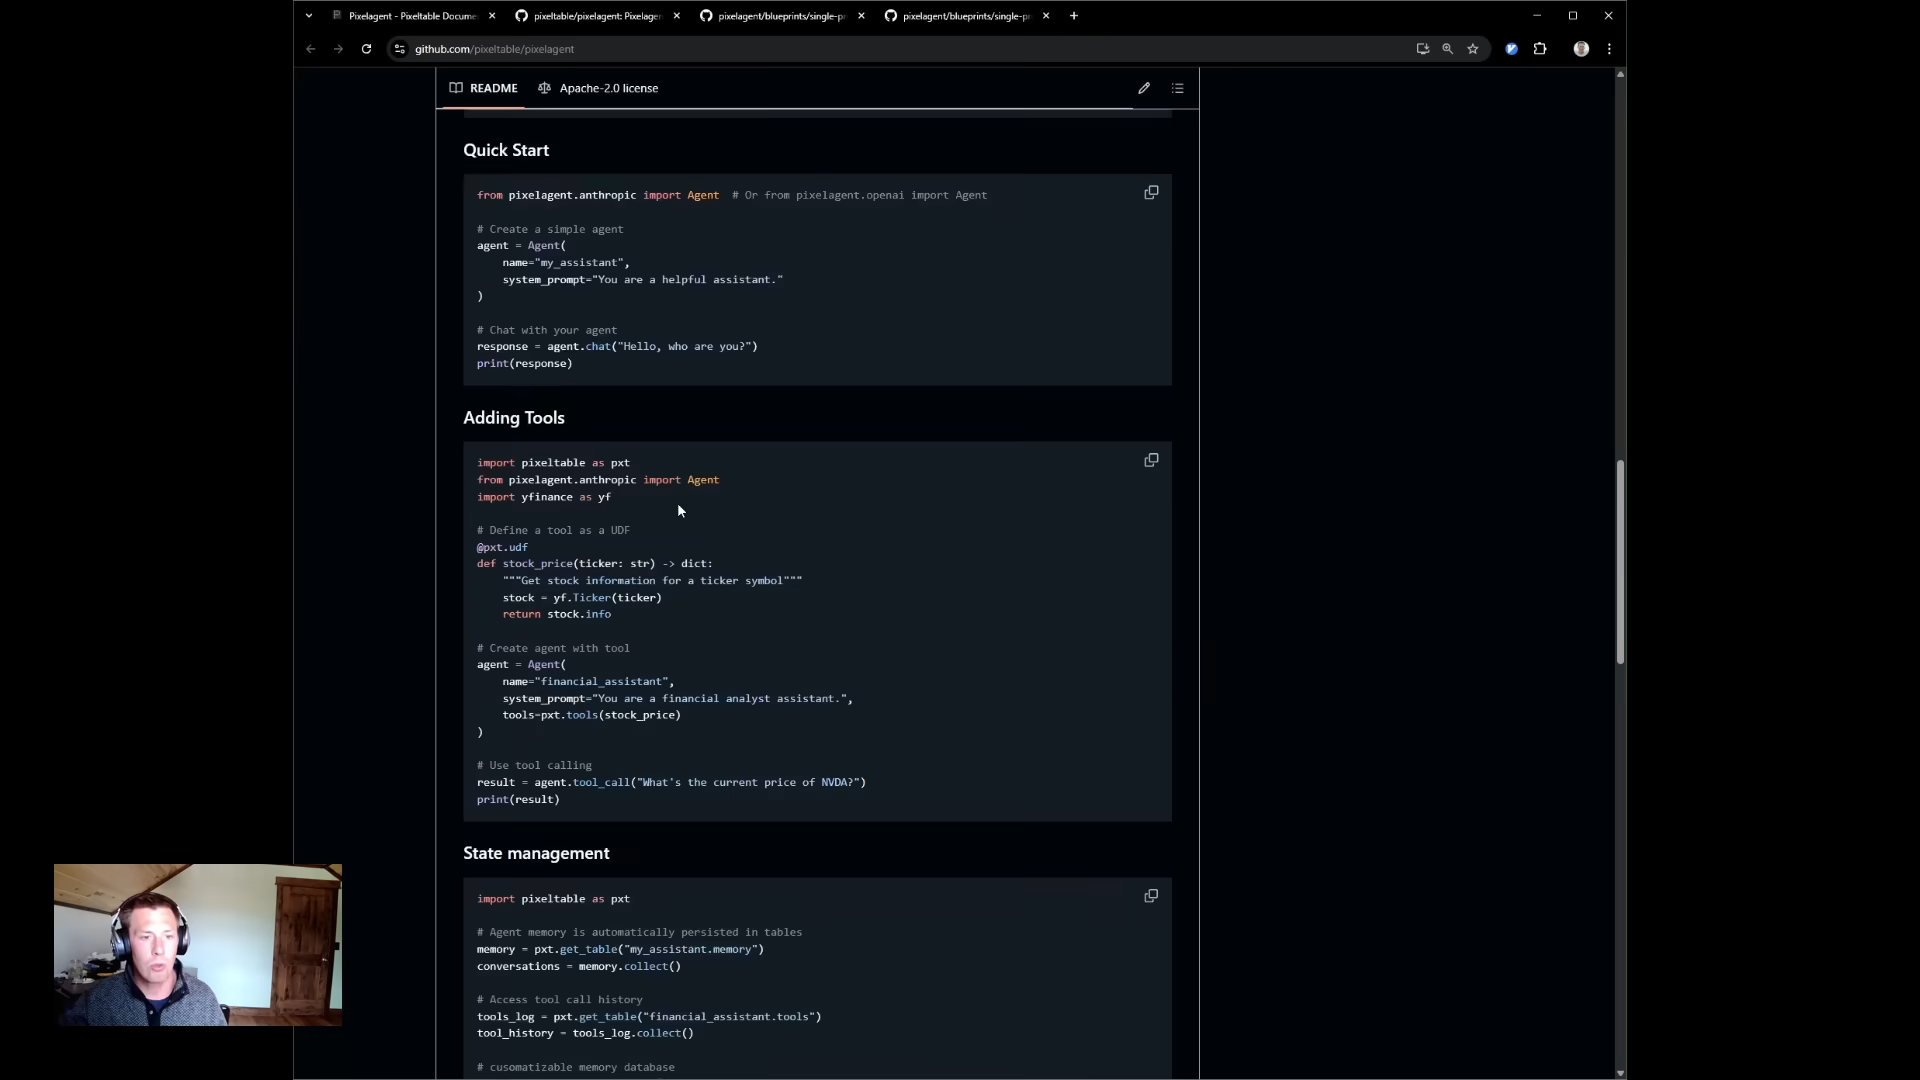 Pixelagent - Pixeltable Docume
pixeltable/pixelagent: Pixelagen
pixelagent/blueprints/single-pr
pixelagent/blueprints/single-pr
github.com/pixeltable/pixelagent
README
Apache-2.0 license
Quick Start
from pixelagent.anthropic import Agent  # Or from pixelagent.openai import Agent
# Create a simple agent
agent = Agent(
name="my_assistant",
system_prompt="You are a helpful assistant."
)
# Chat with your agent
response = agent.chat("Hello, who are you?")
print(response)
Adding Tools
import pixeltable as pxt
from pixelagent.anthropic import Agent
import yfinance as yf
# Define a tool as a UDF
@pxt.udf
def stock_price(ticker: str) -> dict:
"""Get stock information for a ticker symbol"""
stock = yf.Ticker(ticker)
return stock.info
# Create agent with tool
agent = Agent(
name="financial_assistant",
system_prompt="You are a financial analyst assistant.",
tools=pxt.tools(stock_price)
)
# Use tool calling
result = agent.tool_call("What's the current price of NVDA?")
print(result)
State management
import pixeltable as pxt
# Agent memory is automatically persisted in tables
memory = pxt.get_table("my_assistant.memory")
conversations = memory.collect()
# Access tool call history
tools_log = pxt.get_table("financial_assistant.tools")
tool_history = tools_log.collect()
# cusomatizable memory database